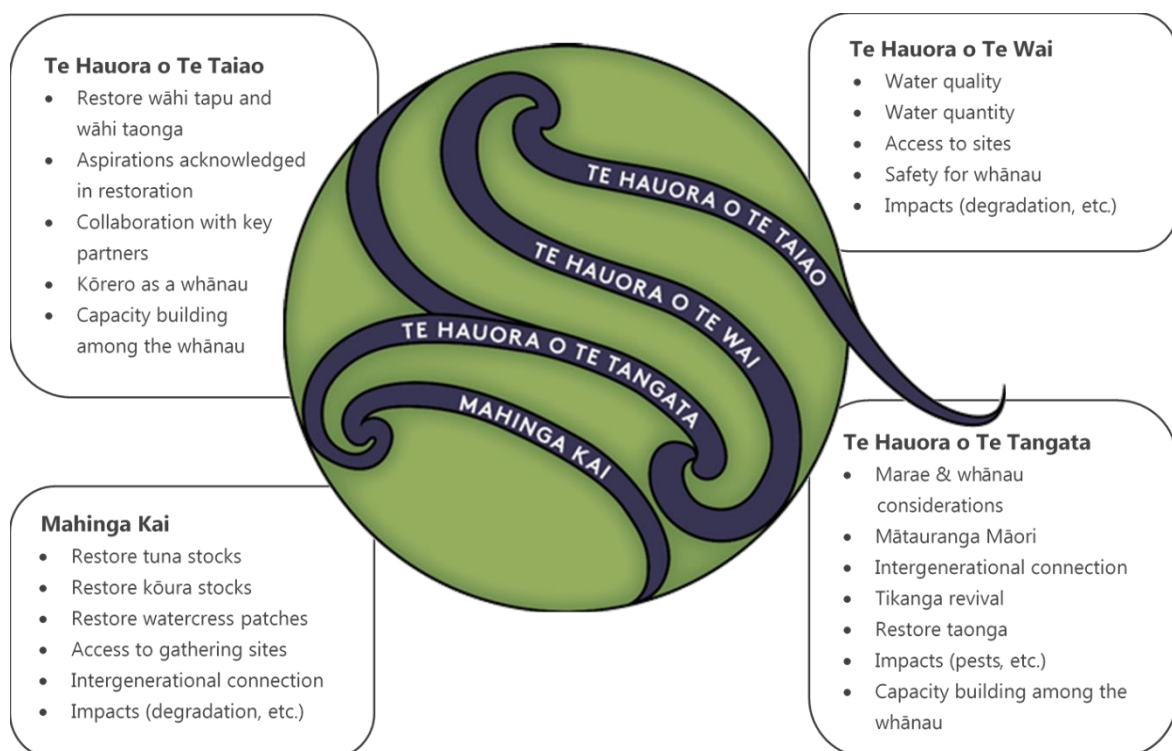 Te Hauora o Te Taiao
• Restore wāhi tapu and
wāhi taonga
• Aspirations acknowledged
in restoration
• Collaboration with key
partners
• Kōrero as a whānau
• Capacity building
among the whānau
Te Hauora o Te Wai
• Water quality
• Water quantity
• Access to sites
• Safety for whānau
• Impacts (degradation, etc.)
TE HAUORA O TE TAIAO
TE HAUORA O TE WAI
TE HAUORA O TE TANGATA
MAHINGA KAI
Mahinga Kai
• Restore tuna stocks
• Restore kōura stocks
• Restore watercress patches
• Access to gathering sites
• Intergenerational connection
• Impacts (degradation, etc.)
Te Hauora o Te Tangata
• Marae & whānau
considerations
• Mātauranga Māori
• Intergenerational connection
• Tikanga revival
• Restore taonga
• Impacts (pests, etc.)
• Capacity building among the
whānau